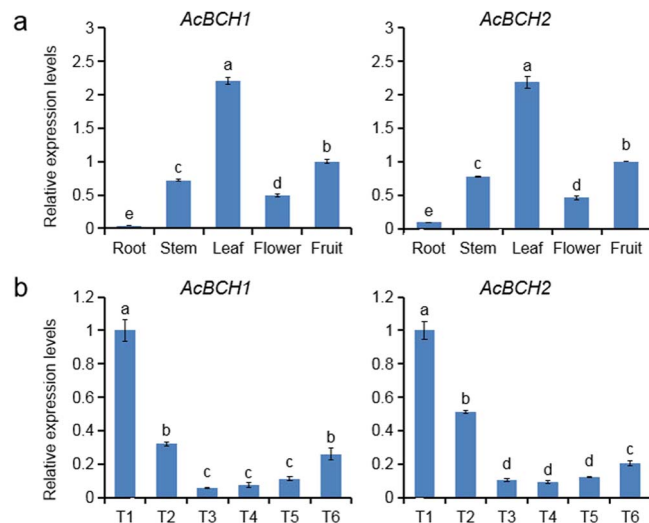 a
AcBCH1
AcBCH2
Relative expression levels
3
2.5
2
1.5
1
0.5
0
e
c
a
d
b
Root Stem Leaf Flower Fruit
3
2.5
2
1.5
1
0.5
0
e
c
a
d
b
Root Stem Leaf Flower Fruit
b
AcBCH1
AcBCH2
Relative expression levels
1.2
1
0.8
0.6
0.4
0.2
0
a
b
c
c
c
b
T1 T2 T3 T4 T5 T6
1.2
1
0.8
0.6
0.4
0.2
0
a
b
d
d
d
c
T1 T2 T3 T4 T5 T6